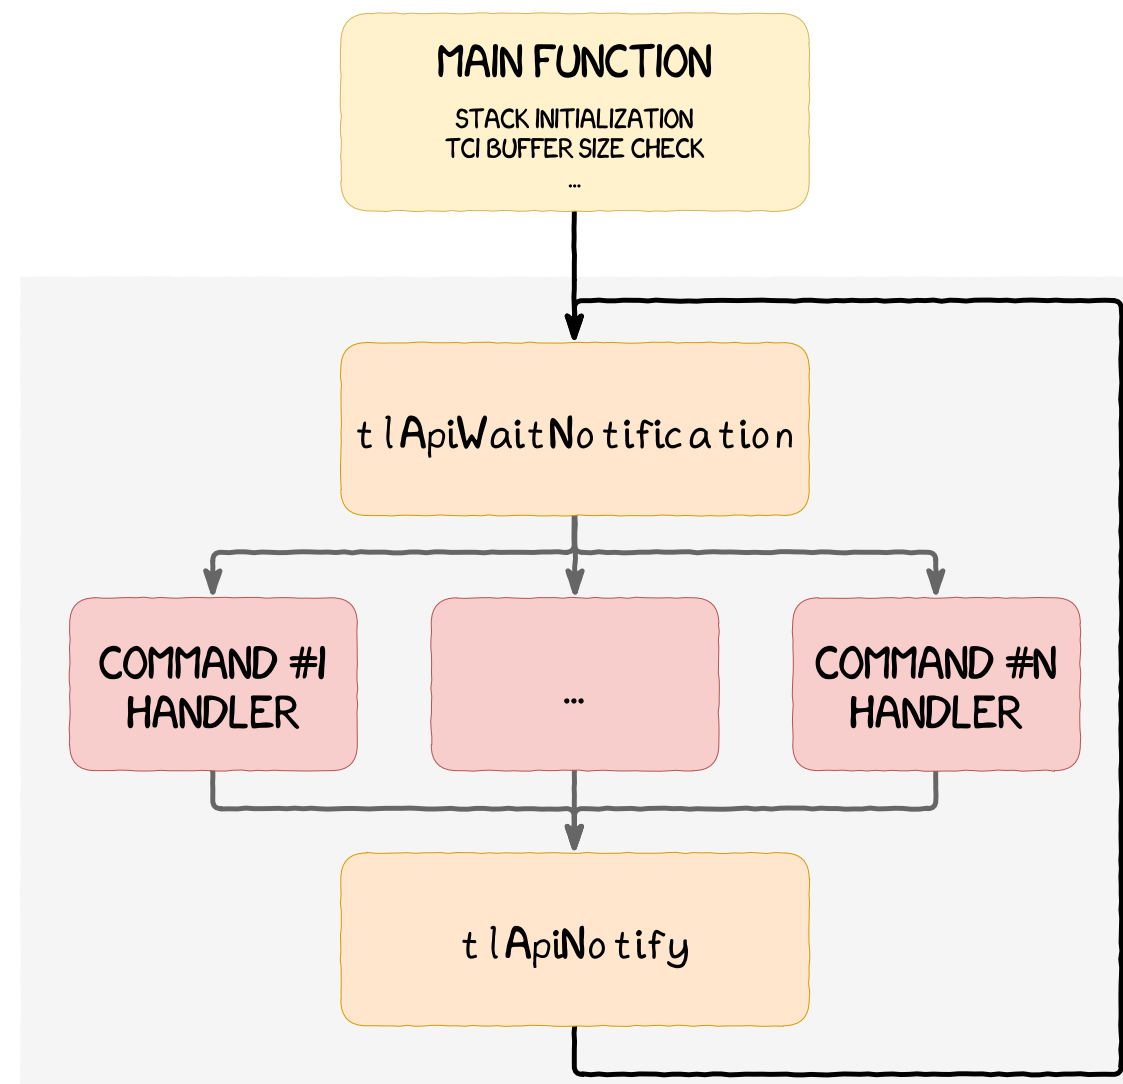 MAIN FUNCTION
STACK INITIALIZATION
TCI BUFFER SIZE CHECK
...
tlApiWaitNotification
COMMAND #1
HANDLER
...
COMMAND #N
HANDLER
tlApiNotify